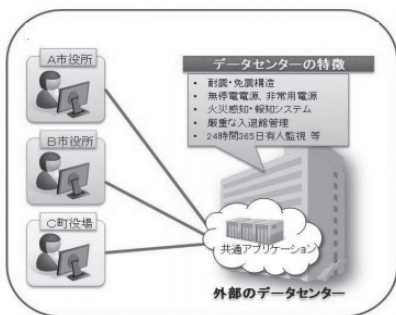 A市役所
B市役所
C町役場
データセンターの特徴
• 耐震・免震構造
• 無停電電源、非常用電源
• 火災感知・報知システム
• 厳重な入退館管理
• 24時間365日有人監視 等
共通アプリケーション
外部のデータセンター